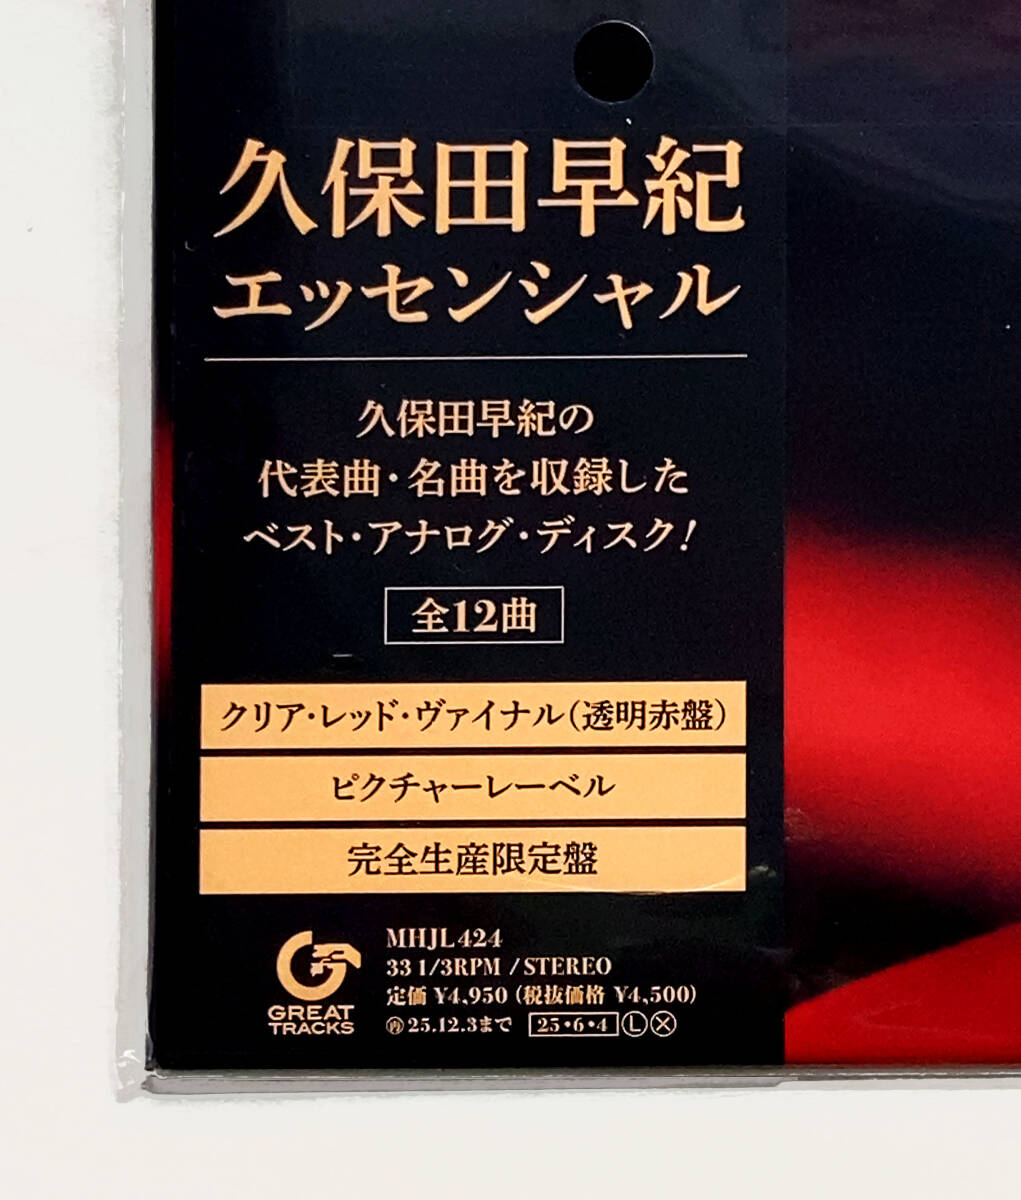 久保田早紀
エッセンシャル
久保田早紀の
代表曲・名曲を収録した
ベスト・アナログ・ディスク!
全12曲
クリア・レッド・ヴァイナル(透明赤盤)
ピクチャーレーベル
完全生産限定盤
GREAT
TRACKS
MHJL 424
33 1/3RPM / STEREO
定価 ¥4,950 (税抜価格 ¥4,500)
㋘25.12.3まで 25・6・4 Ⓛ Ⓧ